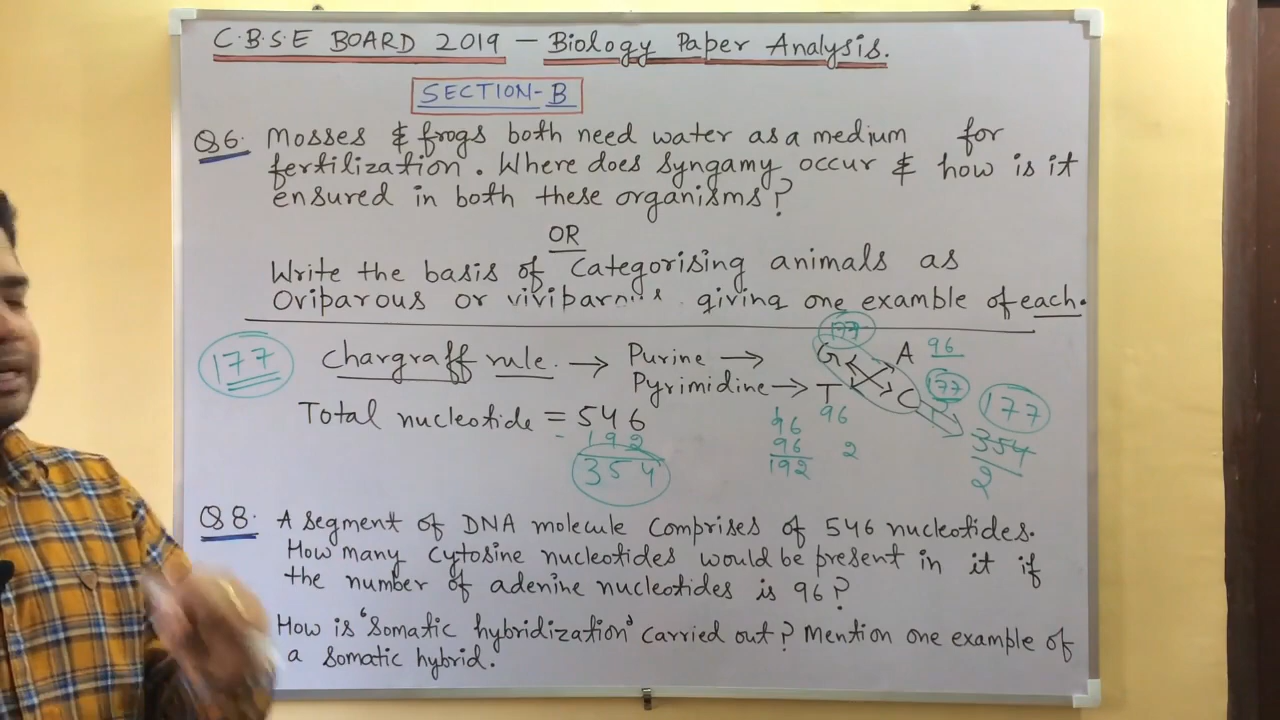 C.B.S.E BOARD 2019 – Biology Paper Analysis.
SECTION-B
Q6. Mosses & frogs both need water as a medium for
fertilization. Where does syngamy occur & how is it
ensured in both these organisms?
OR
Write the basis of categorising animals as
Oviparous or giving one example of each.
177
177 Chargraff rule. → Purine → G A 96
Pyrimidine → T C 177
Total nucleotide = 546 96 177
- 192 96 354
354 96 2 2
192
Q8. A segment of DNA molecule comprises of 546 nucleotides.
How many cytosine nucleotides would be present in it if
the number of adenine nucleotides is 96?
How is 'Somatic hybridization' carried out? Mention one example of
a somatic hybrid.